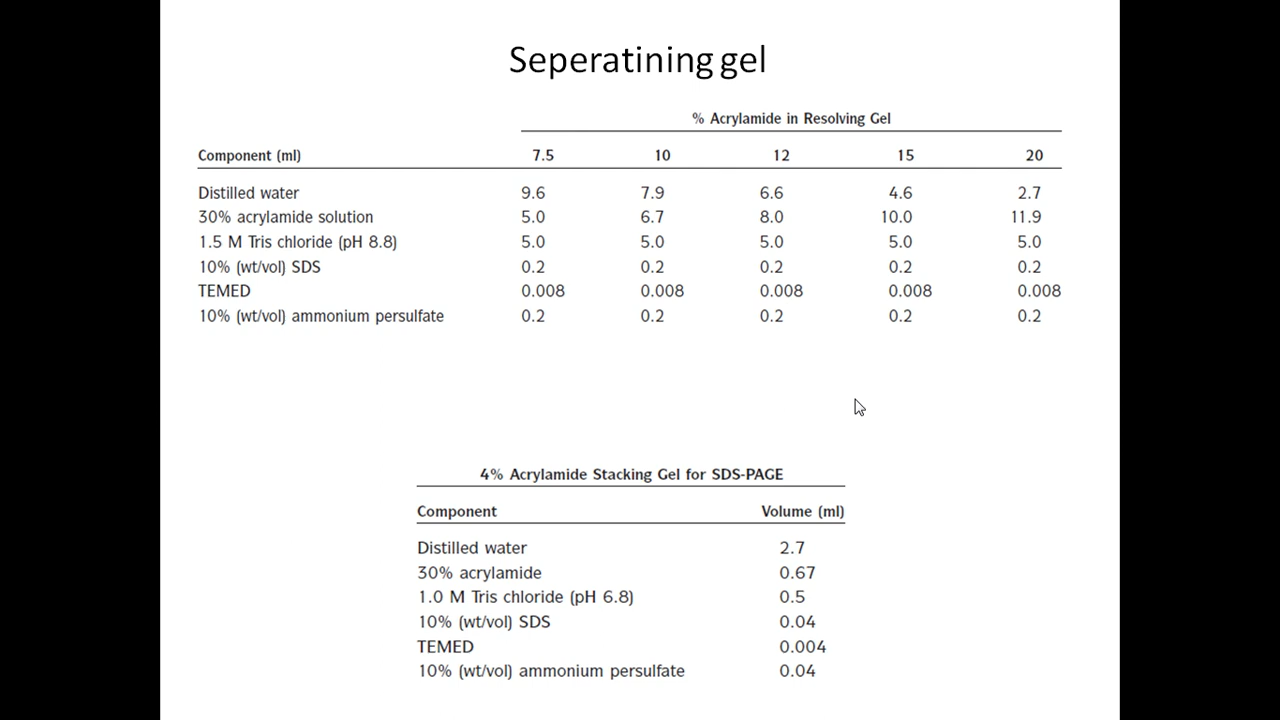 Seperatining gel
% Acrylamide in Resolving Gel
Component (ml) 7.5 10 12 15 20
Distilled water 9.6 7.9 6.6 4.6 2.7
30% acrylamide solution 5.0 6.7 8.0 10.0 11.9
1.5 M Tris chloride (pH 8.8) 5.0 5.0 5.0 5.0 5.0
10% (wt/vol) SDS 0.2 0.2 0.2 0.2 0.2
TEMED 0.008 0.008 0.008 0.008 0.008
10% (wt/vol) ammonium persulfate 0.2 0.2 0.2 0.2 0.2
4% Acrylamide Stacking Gel for SDS-PAGE
Component Volume (ml)
Distilled water 2.7
30% acrylamide 0.67
1.0 M Tris chloride (pH 6.8) 0.5
10% (wt/vol) SDS 0.04
TEMED 0.004
10% (wt/vol) ammonium persulfate 0.04